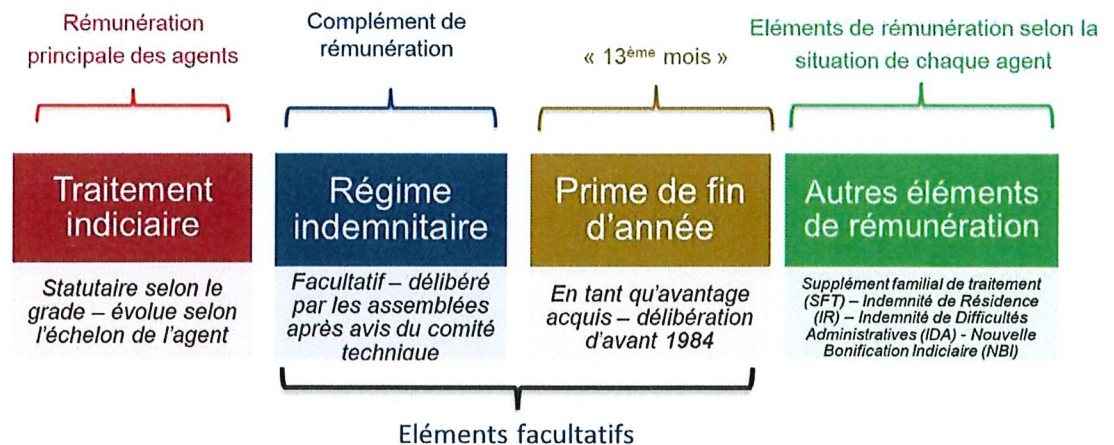 Rémunération
principale des agents
Complément de
rémunération
« 13ème mois »
Eléments de rémunération selon la
situation de chaque agent
Traitement
indiciaire
Statutaire selon le
grade – évolue selon
l'échelon de l'agent
Régime
indemnitaire
Facultatif – délibéré
par les assemblées
après avis du comité
technique
Prime de fin
d'année
En tant qu'avantage
acquis – délibération
d'avant 1984
Autres éléments
de rémunération
Supplément familial de traitement
(SFT) – Indemnité de Résidence
(IR) – Indemnité de Difficultés
Administratives (IDA) - Nouvelle
Bonification Indiciaire (NBI)
Eléments facultatifs